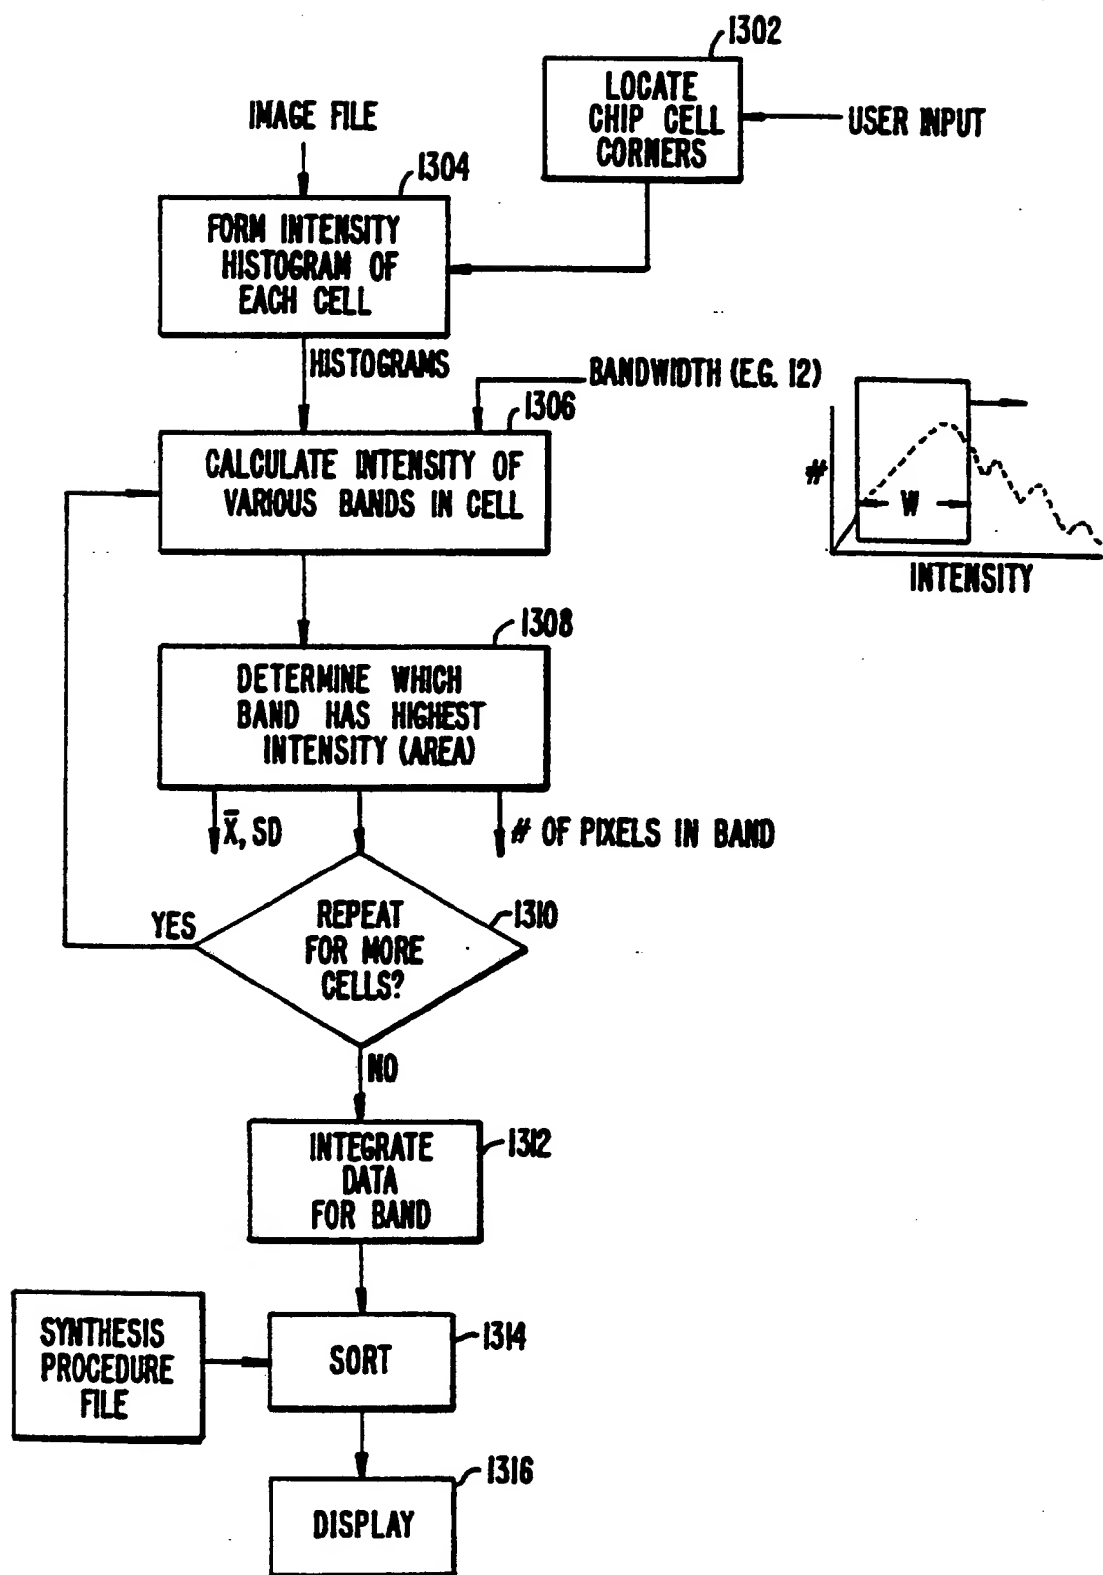 1302
LOCATE
CHIP CELL
CORNERS
USER INPUT
IMAGE FILE
1304
FORM INTENSITY
HISTOGRAM OF
EACH CELL
HISTOGRAMS
BANDWIDTH (E.G. 12)
1306
CALCULATE INTENSITY OF
VARIOUS BANDS IN CELL
#
W
INTENSITY
1308
DETERMINE WHICH
BAND HAS HIGHEST
INTENSITY (AREA)
X̄, SD
# OF PIXELS IN BAND
YES
1310
REPEAT
FOR MORE
CELLS?
NO
1312
INTEGRATE
DATA
FOR BAND
SYNTHESIS
PROCEDURE
FILE
1314
SORT
1316
DISPLAY